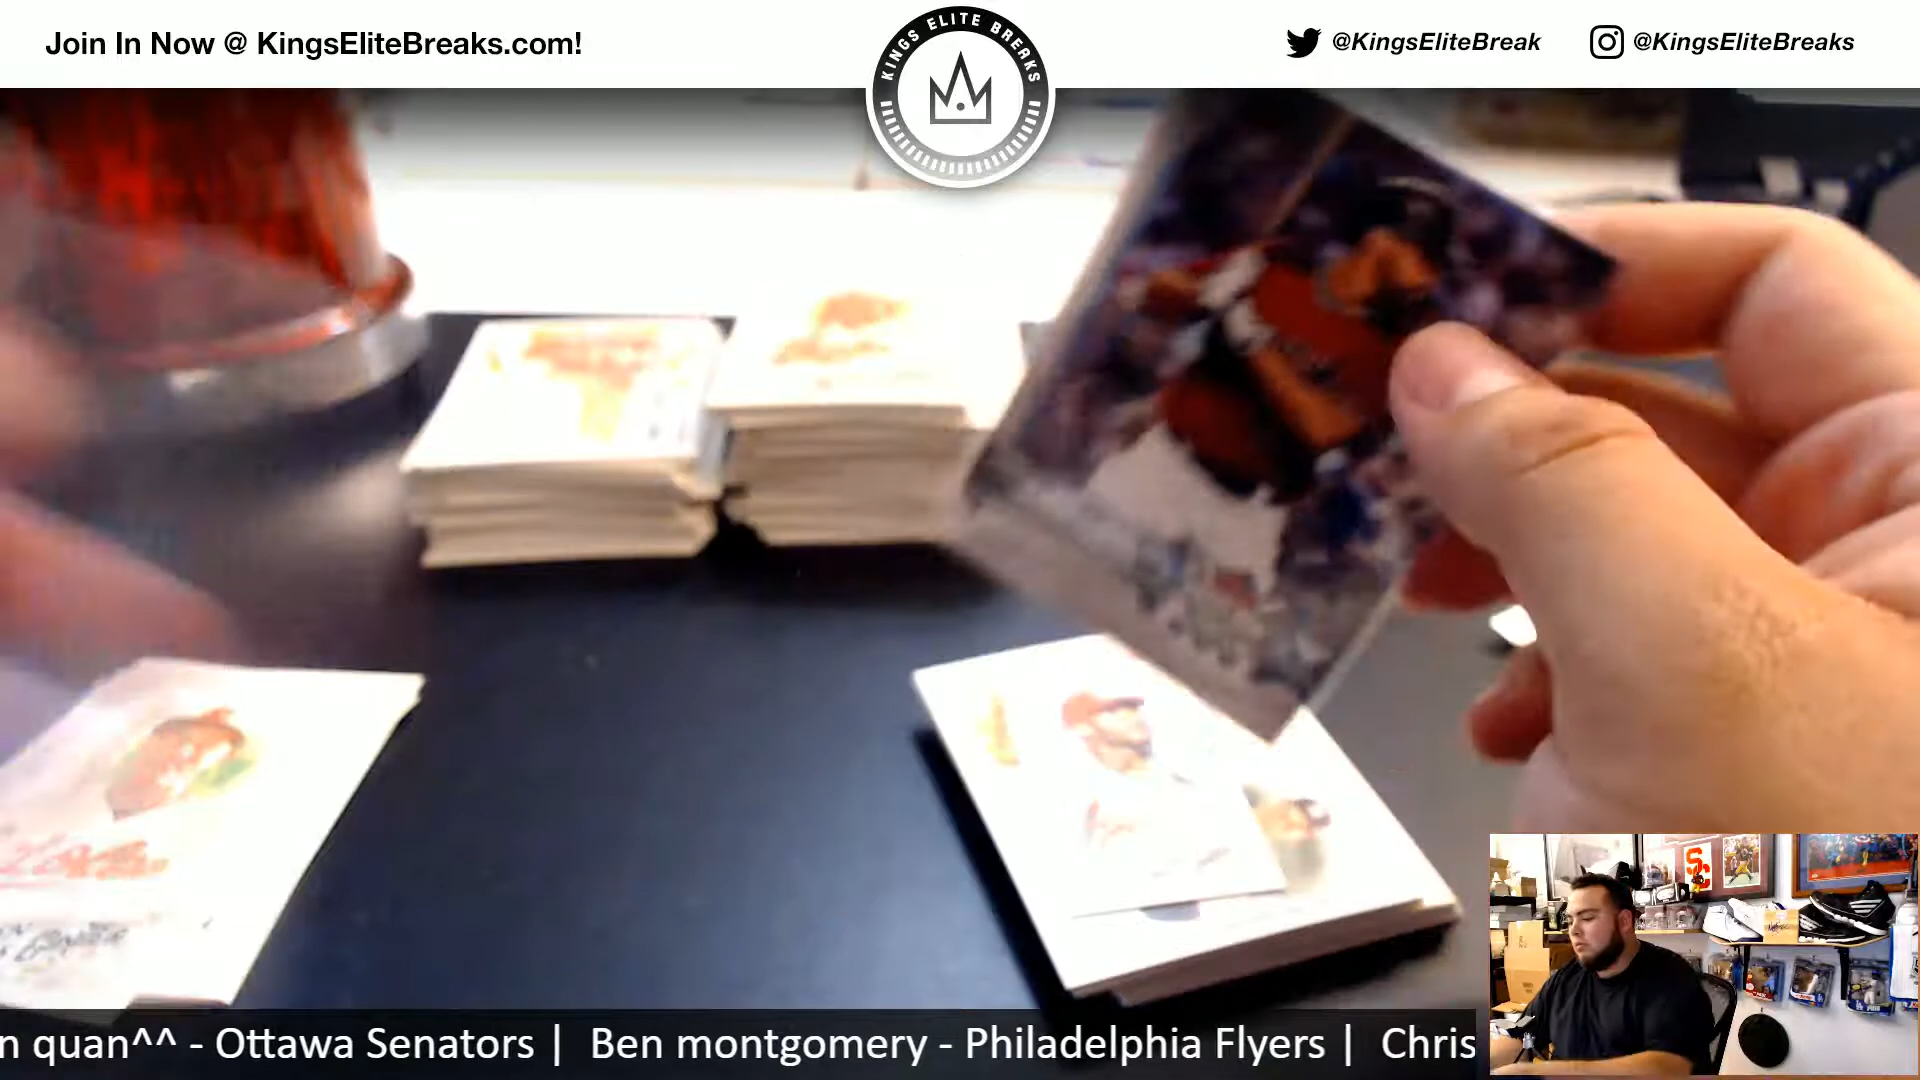 Join In Now @ KingsEliteBreaks.com!
KINGS ELITE BREAKS
@KingsEliteBreak
@KingsEliteBreaks
n quan^^ - Ottawa Senators | Ben montgomery - Philadelphia Flyers | Chris